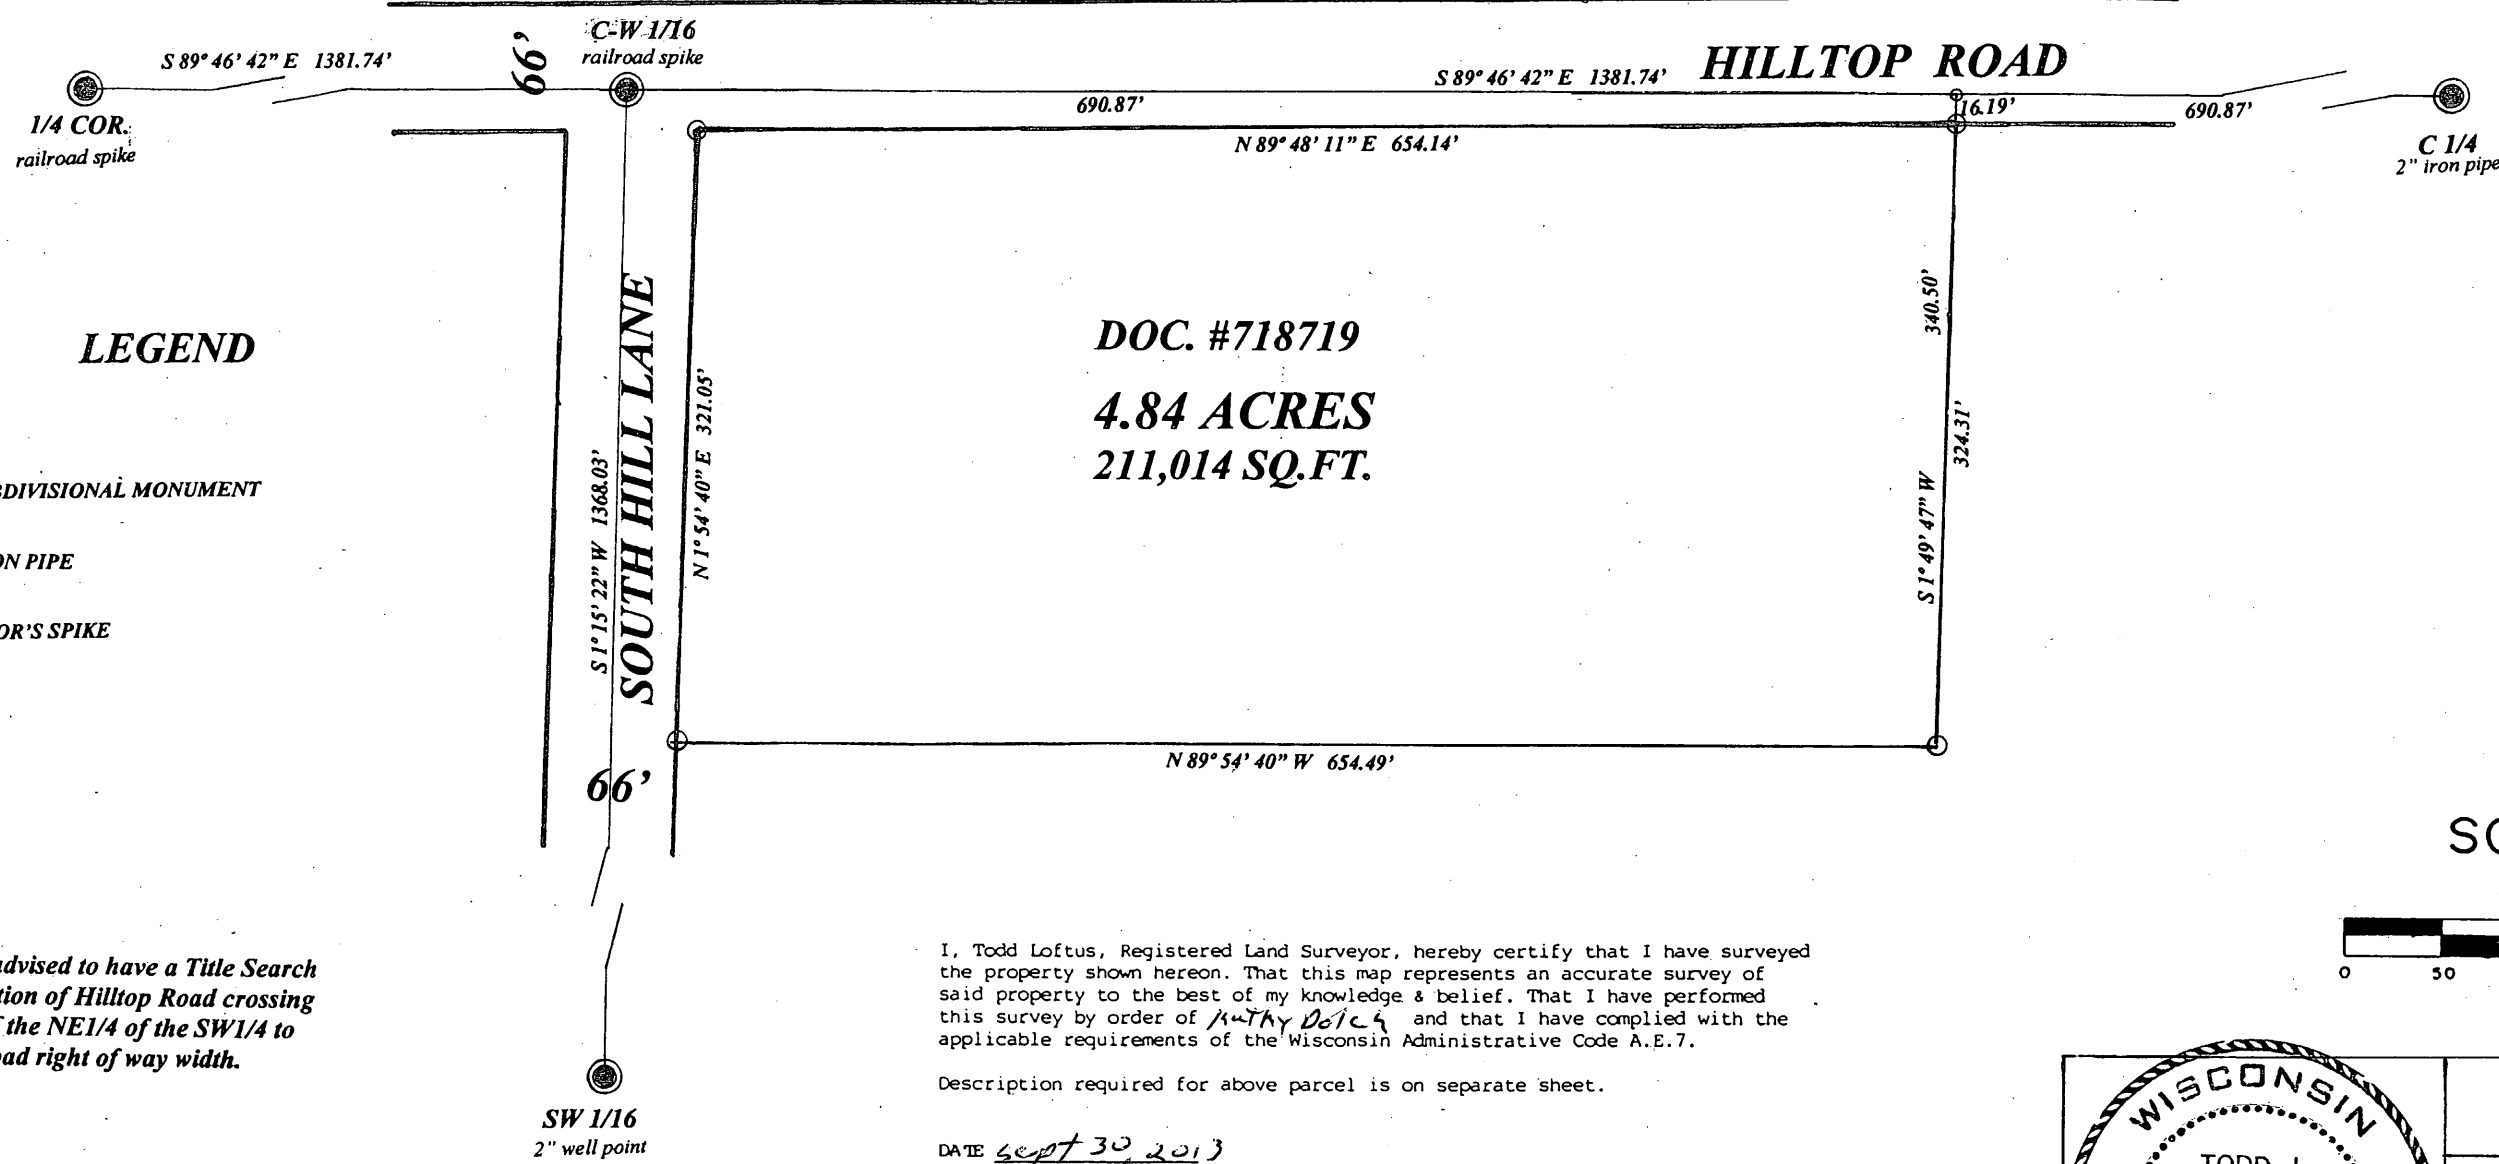 C-W 1/16
railroad spike
66’
S 89° 46’ 42” E 1381.74’
HILLTOP ROAD
S 89° 46’ 42” E 1381.74’
690.87’
16.19’
690.87’
1/4 COR.
railroad spike
N 89° 48’ 11” E 654.14’
C 1/4
2” iron pipe
LEGEND
DIVISIONAL MONUMENT
PIPE
OR’S SPIKE
S 1° 15’ 22” W 1368.03’
SOUTH HILL LANE
N 1° 54’ 40” E 321.05’
DOC. #718719
4.84 ACRES
211,014 SQ.FT.
340.50’
324.31’
S 1° 49’ 47” W
N 89° 54’ 40” W 654.49’
66’
0 50
advised to have a Title Search
tion of Hilltop Road crossing
the NE1/4 of the SW1/4 to
right of way width.
SW 1/16
2” well point
I, Todd Loftus, Registered Land Surveyor, hereby certify that I have surveyed
the property shown hereon. That this map represents an accurate survey of
said property to the best of my knowledge & belief. That I have performed
this survey by order of Kathy Dolch and that I have complied with the
applicable requirements of the Wisconsin Administrative Code A.E.7.
Description required for above parcel is on separate sheet.
DATE Sept 30, 2013
WISCONSIN
TODD